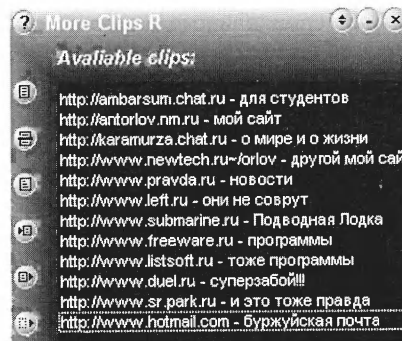 More Clips R
Avaliable clips:
http://ambarsum.chat.ru - для студентов
http://antorlov.nm.ru - мой сайт
http://karamurza.chat.ru - о мире и о жизни
http://www.newtech.ru~/orlov - другой мой сай
http://www.pravda.ru - новости
http://www.left.ru - они не соврут
http://www.submarine.ru - Подводная Лодка
http://www.freeware.ru - программы
http://www.listsoft.ru - тоже программы
http://www.duel.ru - суперзабой!!!
http://www.sr.park.ru - и это тоже правда
http://www.hotmail.com - буржуйская почта